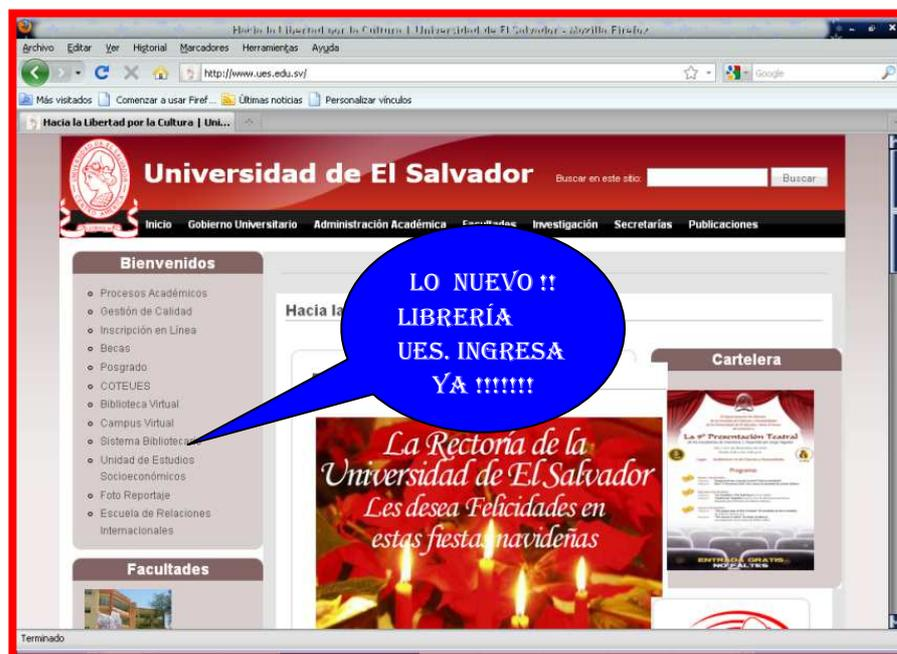 Hacia la Libertad por la Cultura | Universidad de El Salvador - Mozilla Firefox
Archivo Editar Ver Historial Marcadores Herramientas Ayuda
http://www.ues.edu.sv/
Google
Más visitados Comenzar a usar Firef... Últimas noticias Personalizar vínculos
Hacia la Libertad por la Cultura | Uni...
Universidad de El Salvador
Buscar en este sitio:
Buscar
Inicio Gobierno Universitario Administración Académica Facultades Investigación Secretarías Publicaciones
Bienvenidos
Procesos Académicos
Gestión de Calidad
Inscripción en Línea
Becas
Posgrado
COTEUES
Biblioteca Virtual
Campus Virtual
Sistema Bibliotecario
Unidad de Estudios
Socioeconómicos
Foto Reportaje
Escuela de Relaciones
Internacionales
Facultades
Hacia la
LO NUEVO !!
LIBRERÍA
UES. INGRESA
YA !!!!!!!
La Rectoría de la
Universidad de El Salvador
Les desea Felicidades en
estas fiestas navideñas
Cartelera
La 9ª Presentación Teatral
Programa:
ENTRADA GRATIS
NO FALTES
Terminado